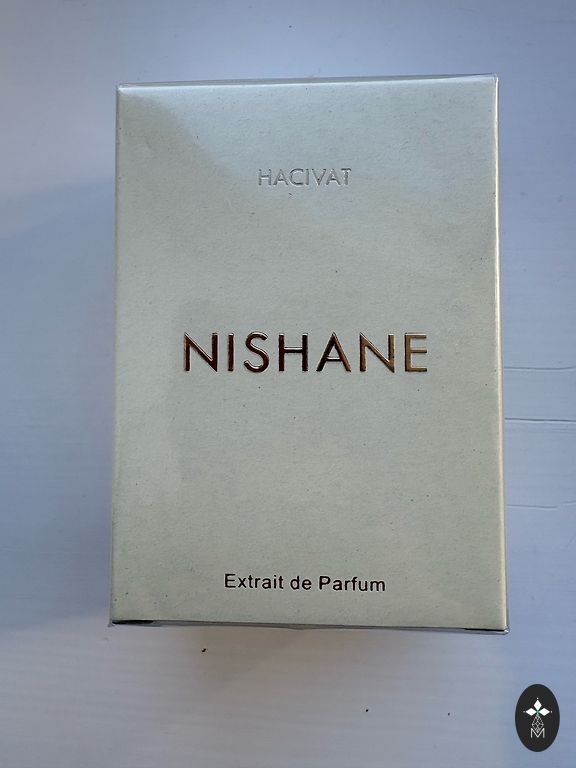 HACIVAT
NISHANE
Extrait de Parfum
M